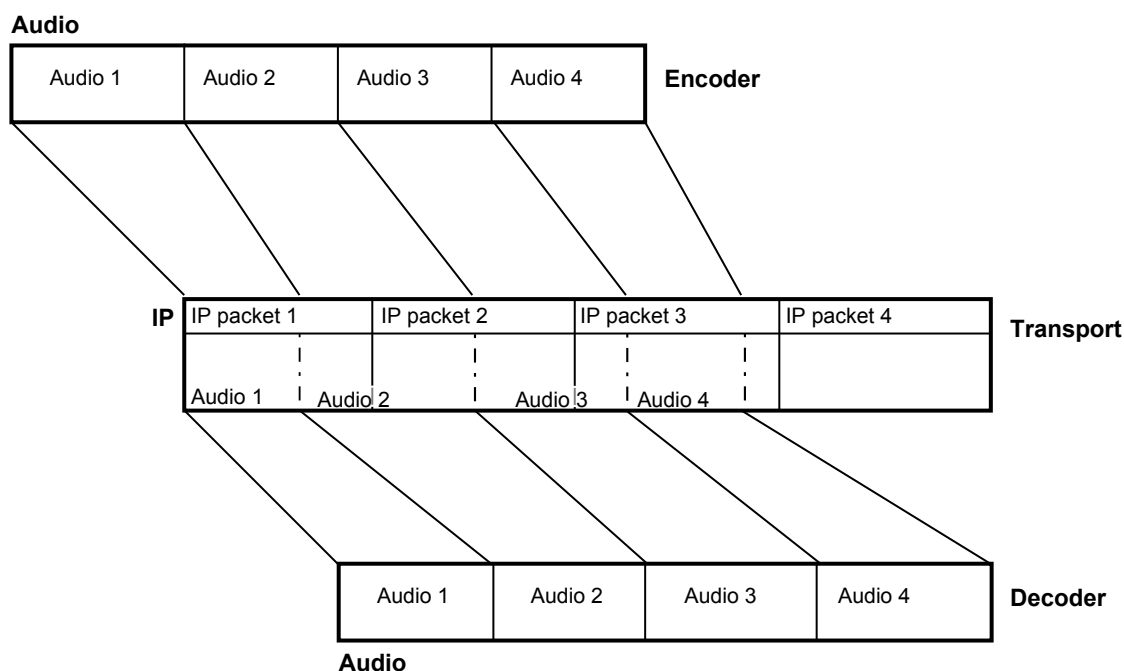 Audio
Audio 1 Audio 2 Audio 3 Audio 4 Encoder
IP IP packet 1 IP packet 2 IP packet 3 IP packet 4 Transport
Audio 1 Audio 2 Audio 3 Audio 4
Audio 1 Audio 2 Audio 3 Audio 4 Decoder
Audio